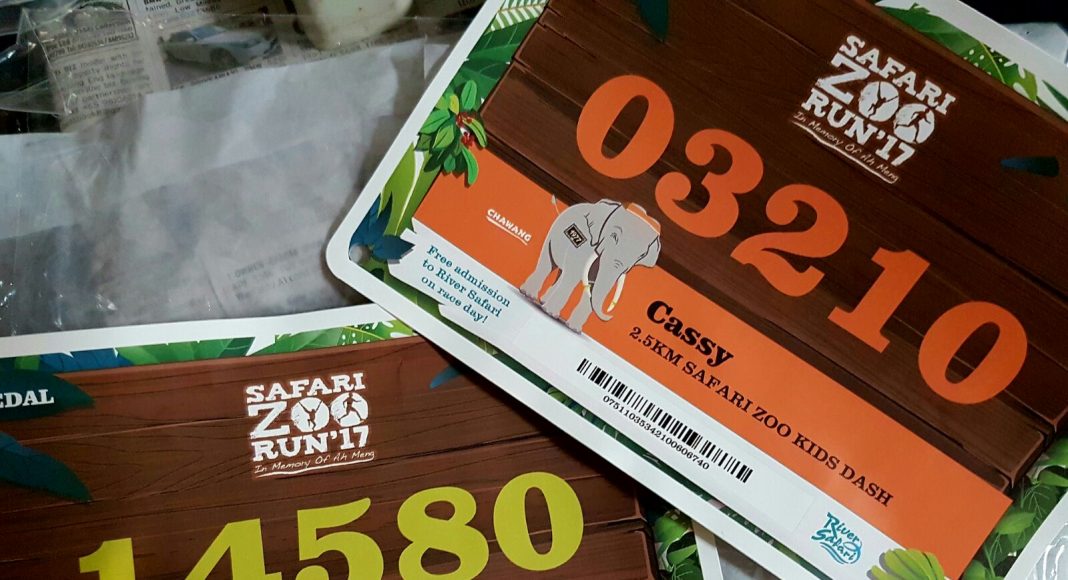 SAFARI
ZOO
RUN'17
In Memory Of Ah Meng
03210
CHAWANG
1977
Free admission
to River Safari
on race day!
Cassy
2.5KM SAFARI ZOO KIDS DASH
07511035342100606740
River
Safari
EDAL
SAFARI
ZOO
RUN'17
In Memory Of Ah Meng
14580